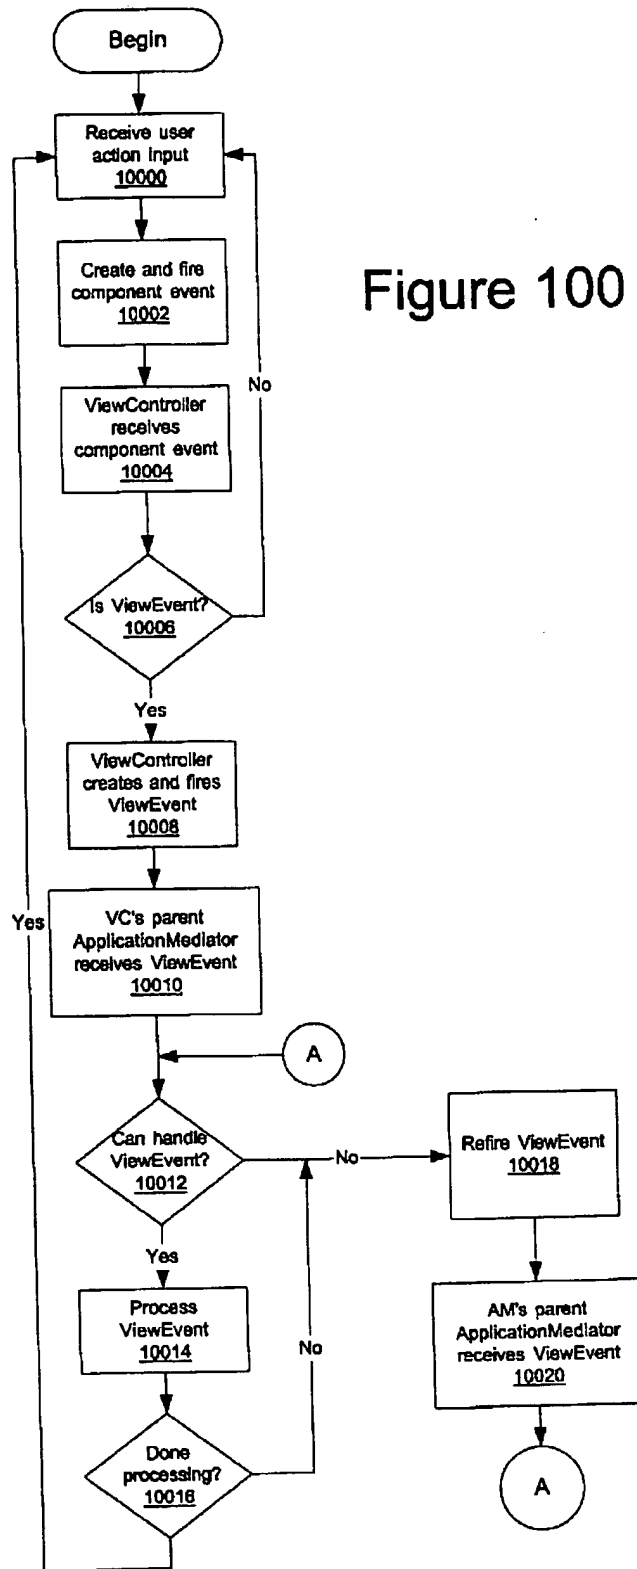 Begin
Receive user
action input
10000
Create and fire
component event
10002
Figure 100
No
ViewController
receives
component event
10004
Is ViewEvent?
10006
Yes
ViewController
creates and fires
ViewEvent
10008
Yes
VC's parent
ApplicationMediator
receives ViewEvent
10010
A
Can handle
ViewEvent?
10012
No
Refire ViewEvent
10018
Yes
Process
ViewEvent
10014
No
AM's parent
ApplicationMediator
receives ViewEvent
10020
Done
processing?
10016
A